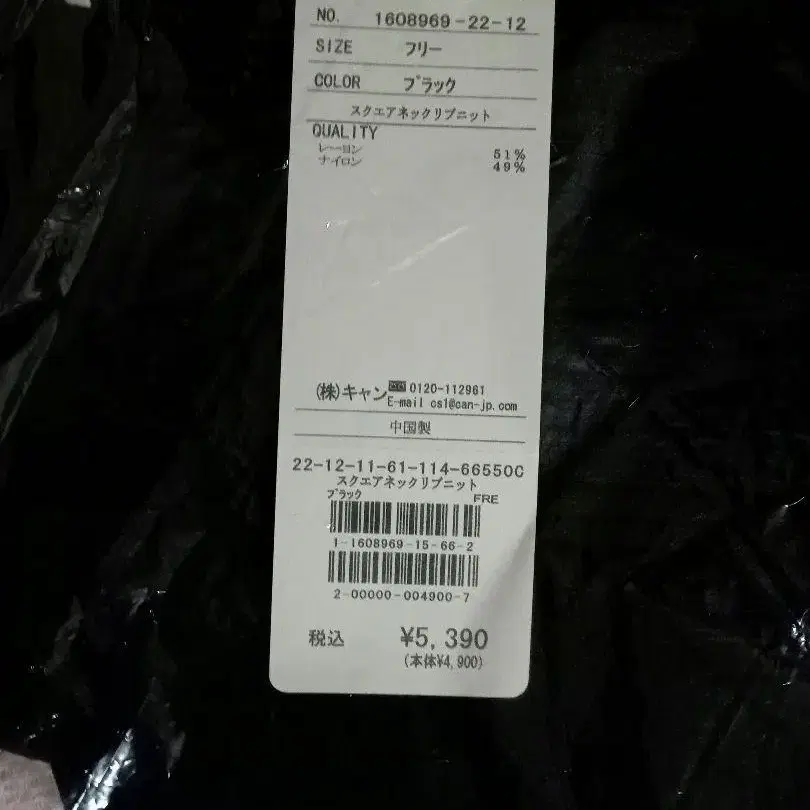 NO. 1608969-22-12
SIZE フリー
COLOR ブラック
スクエアネックリブニット
QUALITY
レーヨン 51%
ナイロン 49%
(株)キャン 0120-112961
E-mail cs1@can-jp.com
中国製
22-12-11-61-114-66550C
スクエアネックリブニット
ブラック FRE
1-1608969-15-66-2
2-00000-004900-7
税込 ¥5,390
(本体¥4,900)